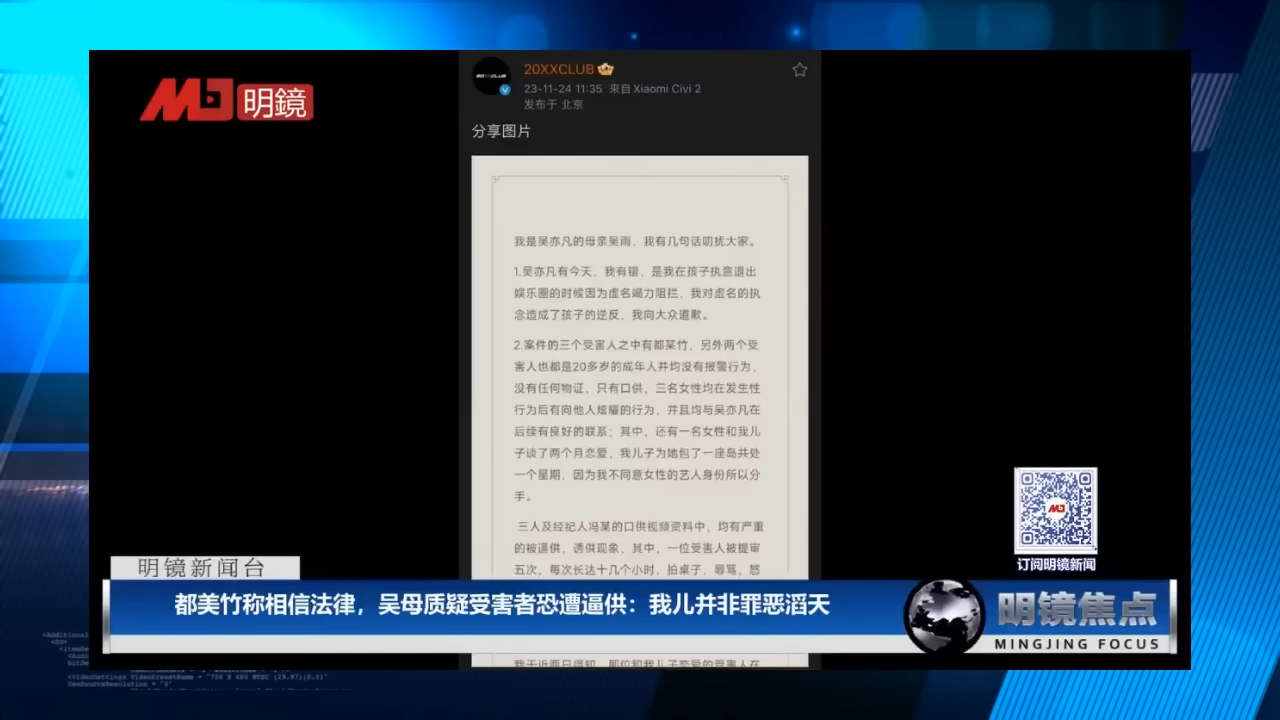 MJ明鏡
20XXCLUB
20XXCLUB
23-11-24 11:35 来自 Xiaomi Civi 2
发布于 北京
分享图片
我是吴亦凡的母亲吴雨，我有几句话叨扰大家。
1.吴亦凡有今天，我有错，是我在孩子执意退出
娱乐圈的时候因为虚名竭力阻拦，我对虚名的执
念造成了孩子的逆反，我向大众道歉。
2.案件的三个受害人之中有都某竹，另外两个受
害人也都是20多岁的成年人并均没有报警行为，
没有任何物证，只有口供，三名女性均在发生性
行为后有向他人炫耀的行为，并且均与吴亦凡在
后续有良好的联系；其中，还有一名女性和我儿
子谈了两个月恋爱，我儿子为她包了一座岛共处
一个星期，因为我不同意女性的艺人身份所以分
手。
三人及经纪人冯某的口供视频资料中，均有严重
的被逼供，诱供现象，其中，一位受害人被提审
五次，每次长达十几个小时，拍桌子，辱骂，怒
订阅明镜新闻
明镜新闻台
都美竹称相信法律，吴母质疑受害者恐遭逼供：我儿并非罪恶滔天
明镜焦点
MINGJING FOCUS